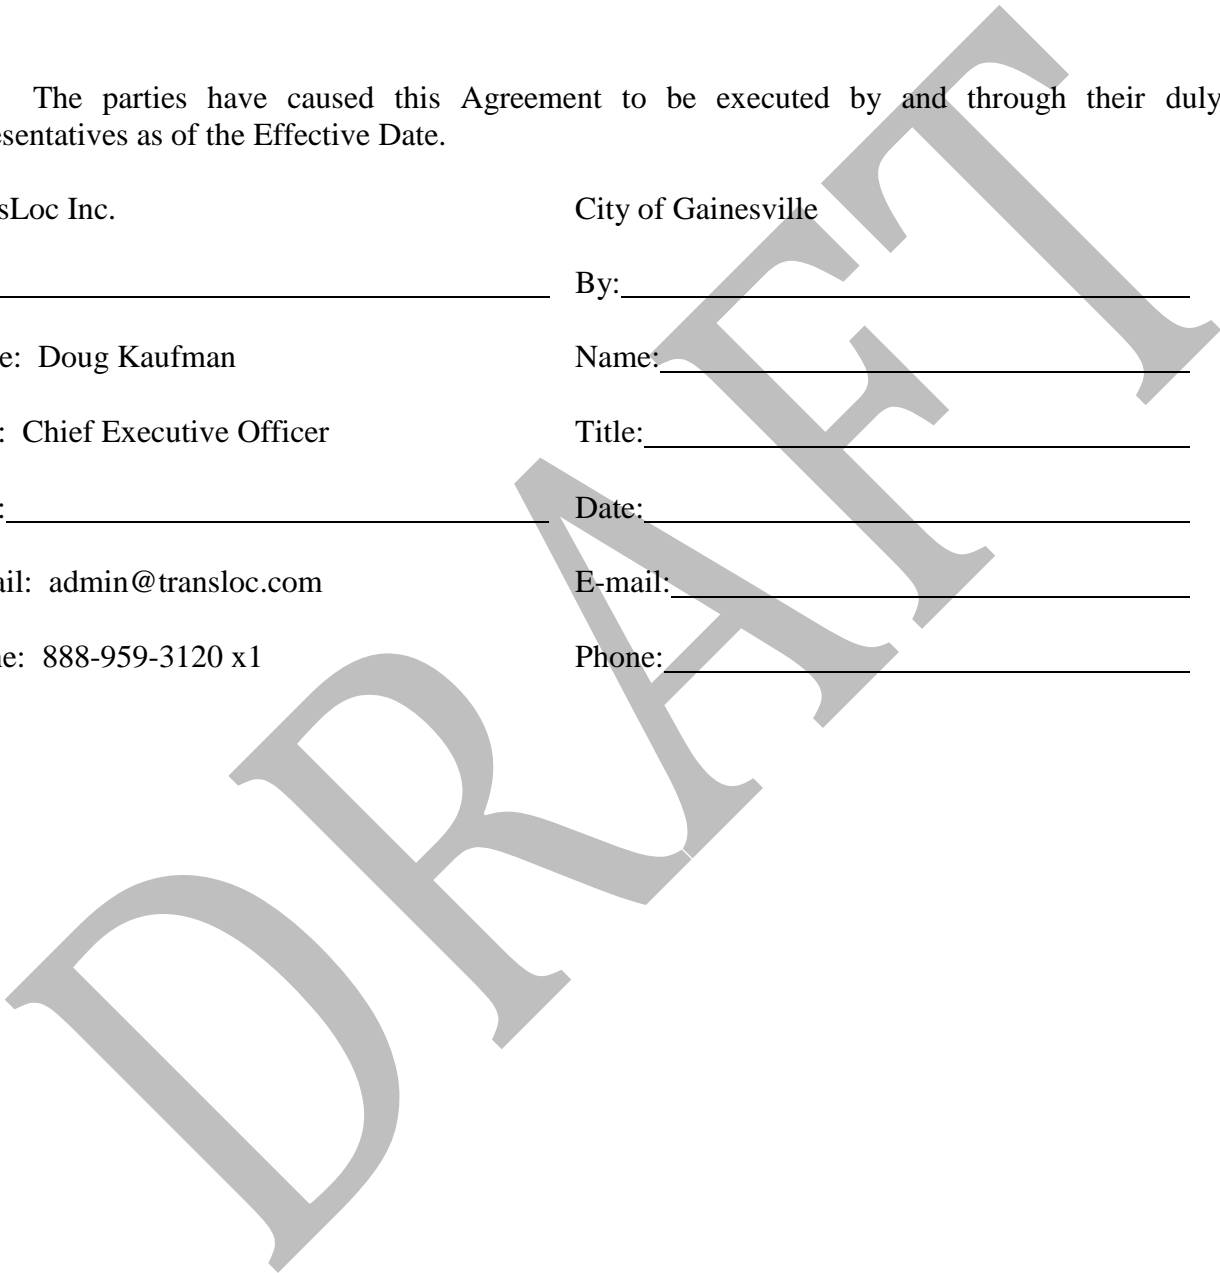 The parties have caused this Agreement to be executed by and through their duly
esentatives as of the Effective Date.
sLoc Inc.
City of Gainesville
By:
e: Doug Kaufman
Name:
: Chief Executive Officer
Title:
:
Date:
ail: admin@transloc.com
E-mail:
ne: 888-959-3120 x1
Phone:
DRAFT